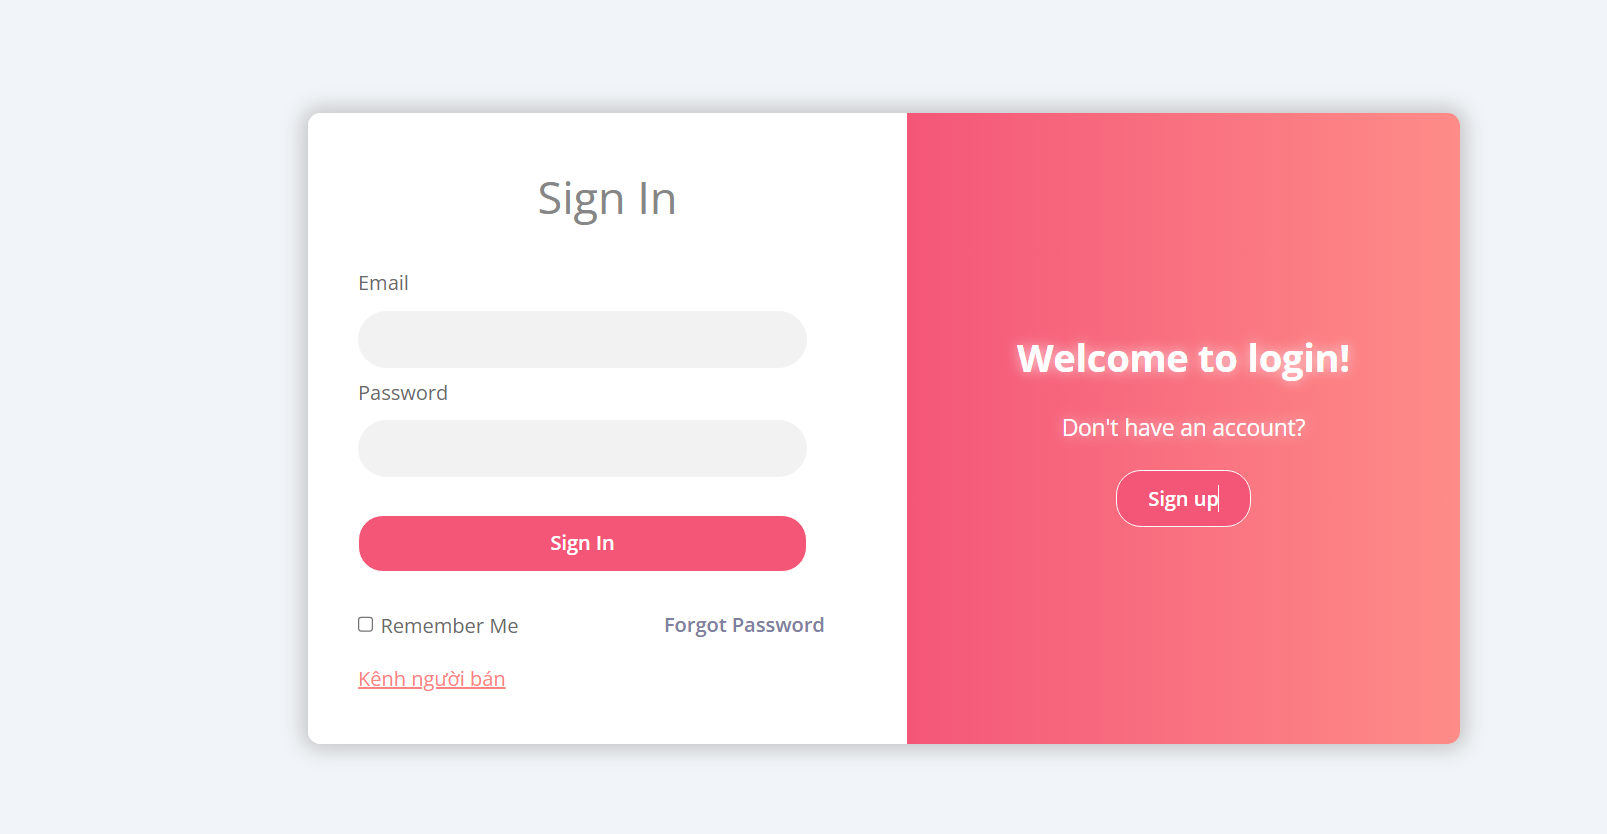 Sign In
Email
Password
Sign In
Remember Me
Forgot Password
Kênh người bán
Welcome to login!
Don't have an account?
Sign up